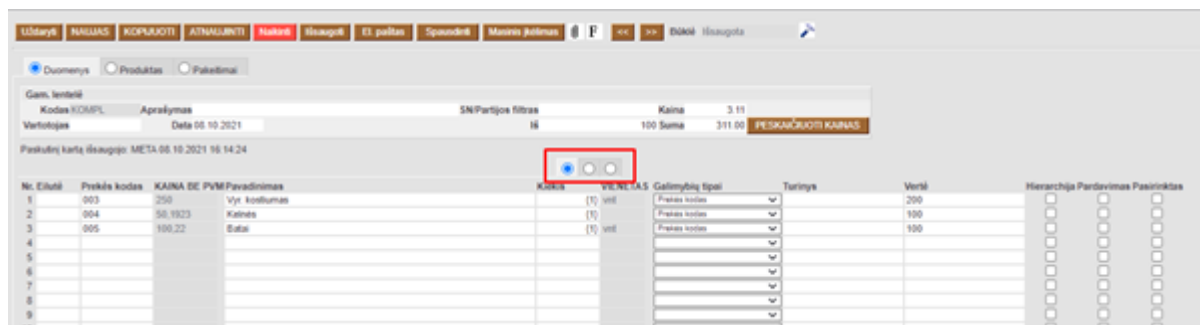 Uždaryti NAUJAS KOPIJUOTI ATNAUJINTI Naikinti Išsaugoti El. paštas Spausdinti Masinis įkėlimas F << >> Būklė Išsaugota
Duomenys Produktas Pakeitimai
Gam. lentelė
Kodas KOMPL Aprašymas SN/Partijos filtras Kaina 3.11
Vartotojas Data 08.10.2021 Iš 100 Suma 311.00 PESKAIČIUOTI KAINAS
Paskutinį kartą išsaugojo: META 08.10.2021 16:14:24
Nr. Eilutė Prekės kodas KAINA BE PVM Pavadinimas Kiekis VIENETAS Galimybių tipai Turinys Vertė Hierarchija Pardavimas Pasirinktas
1 003 250 Vyr. kostiumas (1) vnt Prekės kodas 200
2 004 50,1923 Kelnės (1) Prekės kodas 100
3 005 100,22 Batai (1) vnt Prekės kodas 100
4
5
6
7
8
9